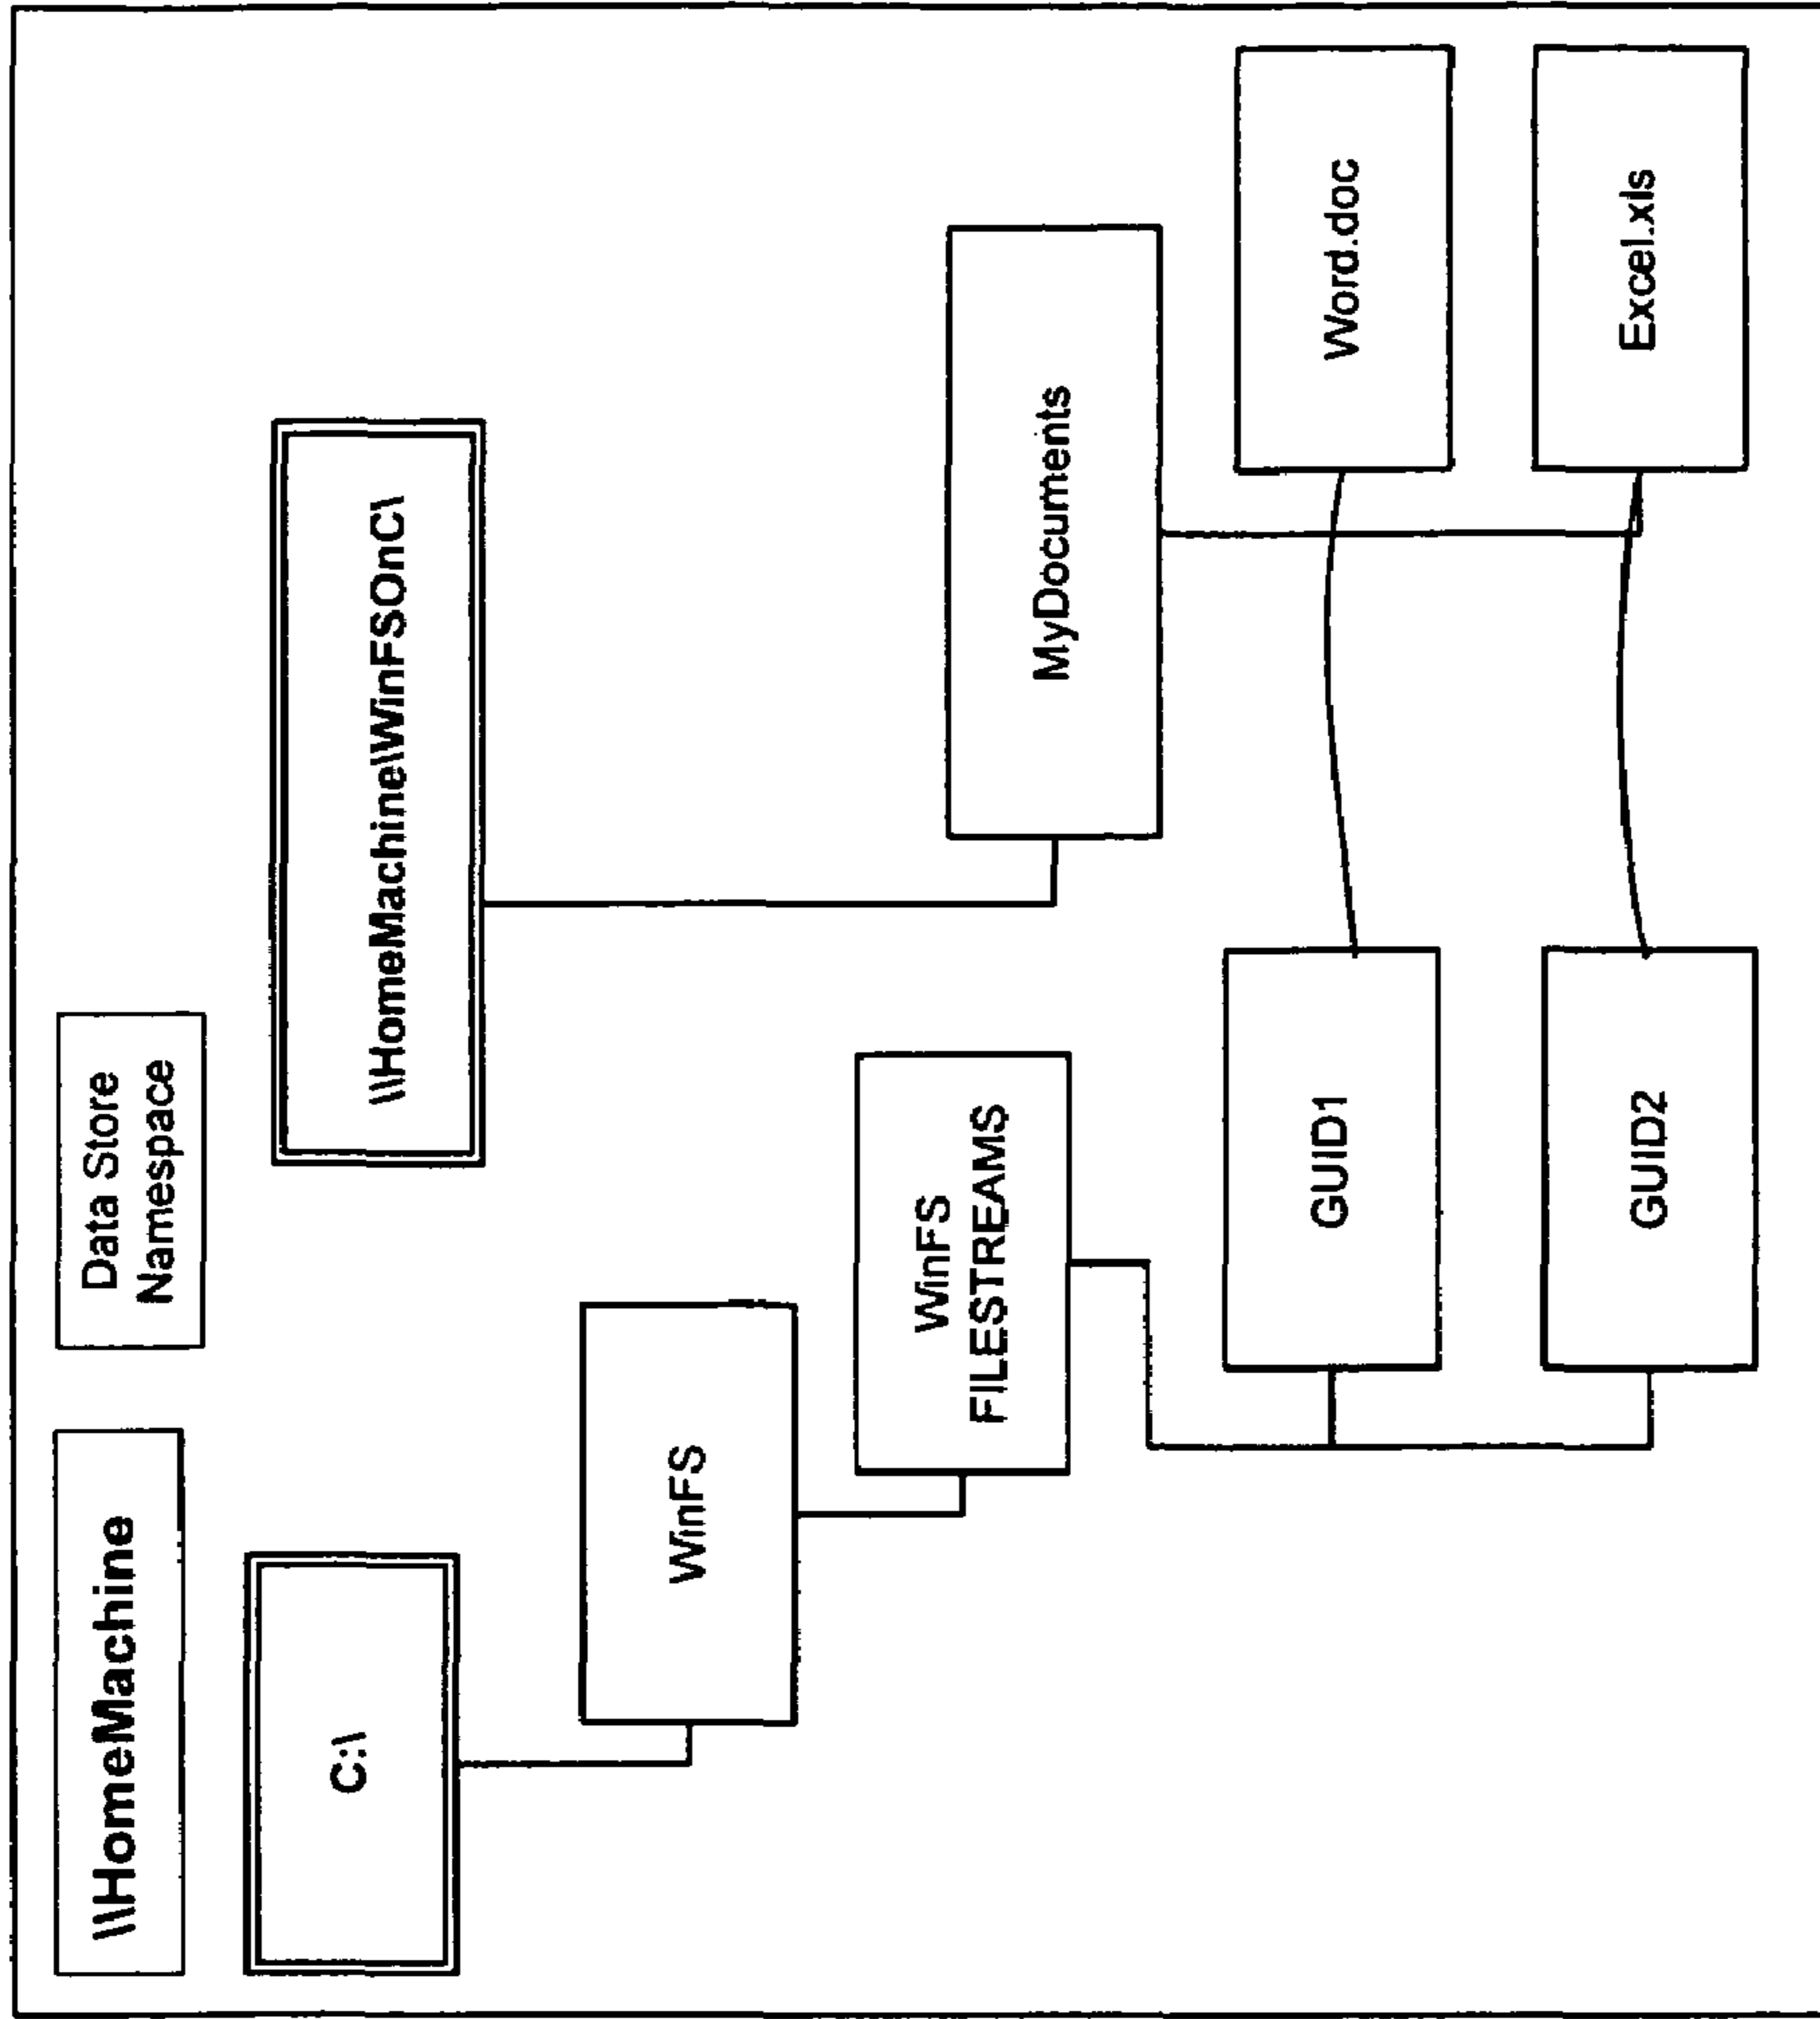 \\HomeMachine
Data Store
Namespace
C:\
\\HomeMachine\WinFSOnC\
WinFS
WinFS
FILESTREAMS
MyDocuments
GUID1
Word.doc
GUID2
Excel.xls